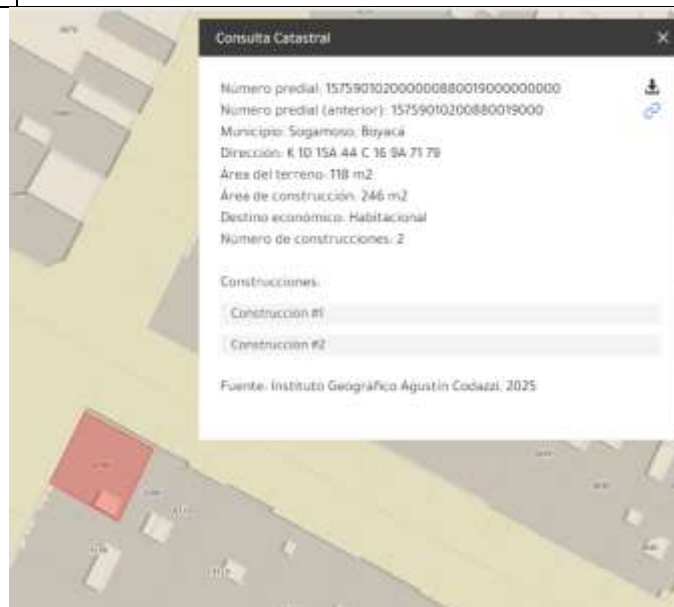 Consulta Catastral
Número predial: 157590102000000880019000000000
Número predial (anterior): 15759010200880019000
Municipio: Sogamoso, Boyacá
Dirección: K 10 15A 44 C 16 9A 71 79
Área del terreno: 118 m2
Área de construcción: 246 m2
Destino económico: Habitacional
Número de construcciones: 2
Construcciones:
Construcción #1
Construcción #2
Fuente: Instituto Geográfico Agustín Codazzi, 2025